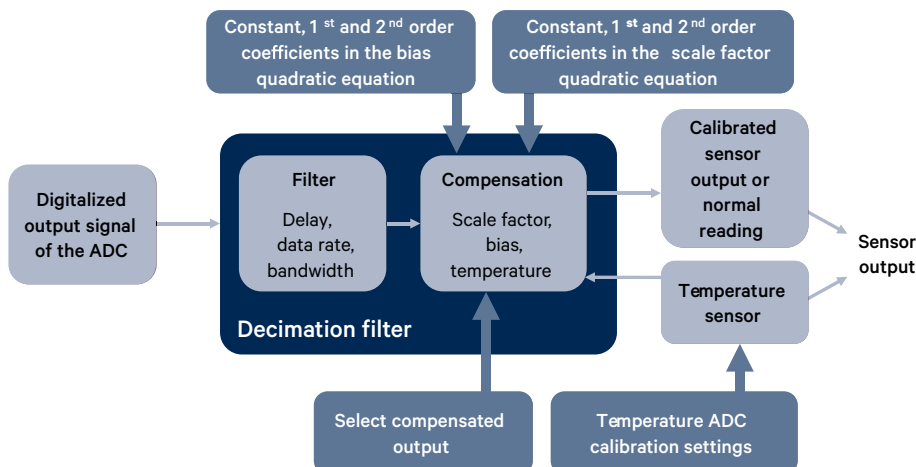 Constant, 1 st and 2 nd order
coefficients in the bias
quadratic equation
Constant, 1 st and 2 nd order
coefficients in the scale factor
quadratic equation
Digitalized
output signal
of the ADC
Filter
Delay,
data rate,
bandwidth
Compensation
Scale factor,
bias,
temperature
Decimation filter
Calibrated
sensor
output or
normal
reading
Temperature
sensor
Sensor
output
Select compensated
output
Temperature ADC
calibration settings